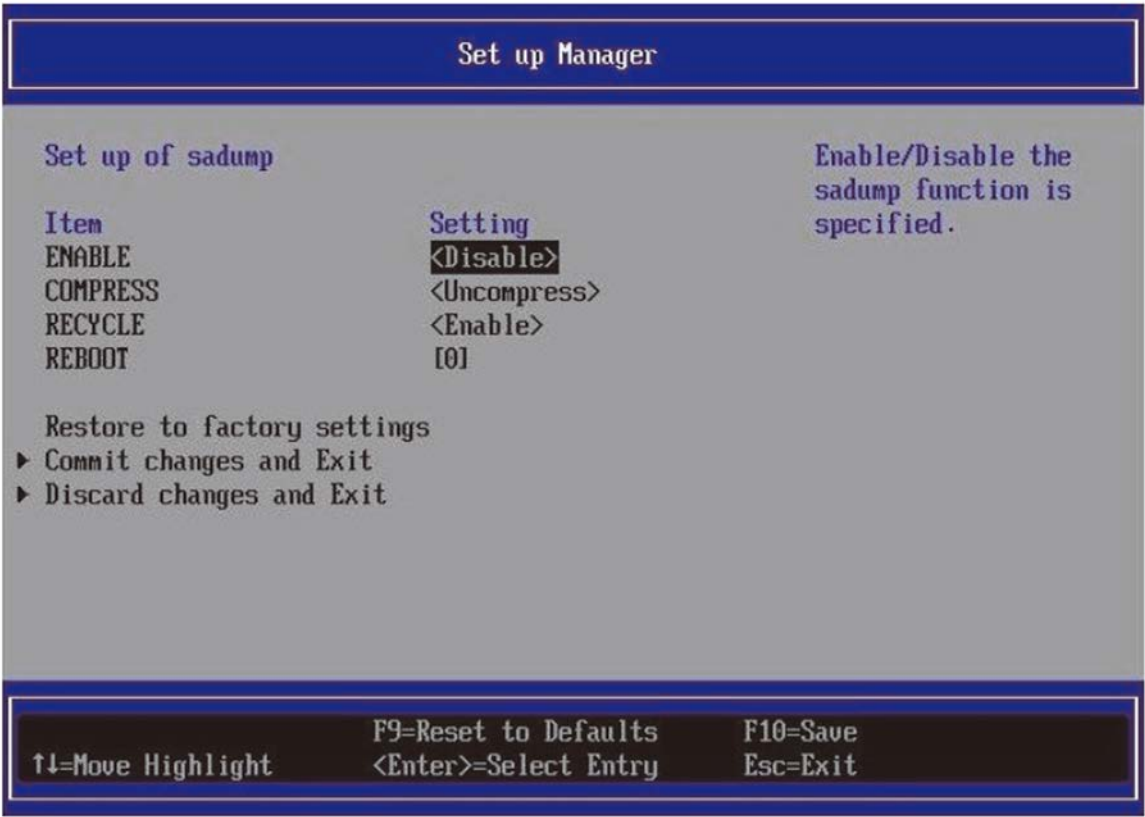 Set up Manager
Set up of sadump
Enable/Disable the
sadump function is
specified.
Item Setting
ENABLE <Disable>
COMPRESS <Uncompress>
RECYCLE <Enable>
REBOOT [0]
Restore to factory settings
Commit changes and Exit
Discard changes and Exit
F9=Reset to Defaults F10=Save
↑↓=Move Highlight <Enter>=Select Entry Esc=Exit